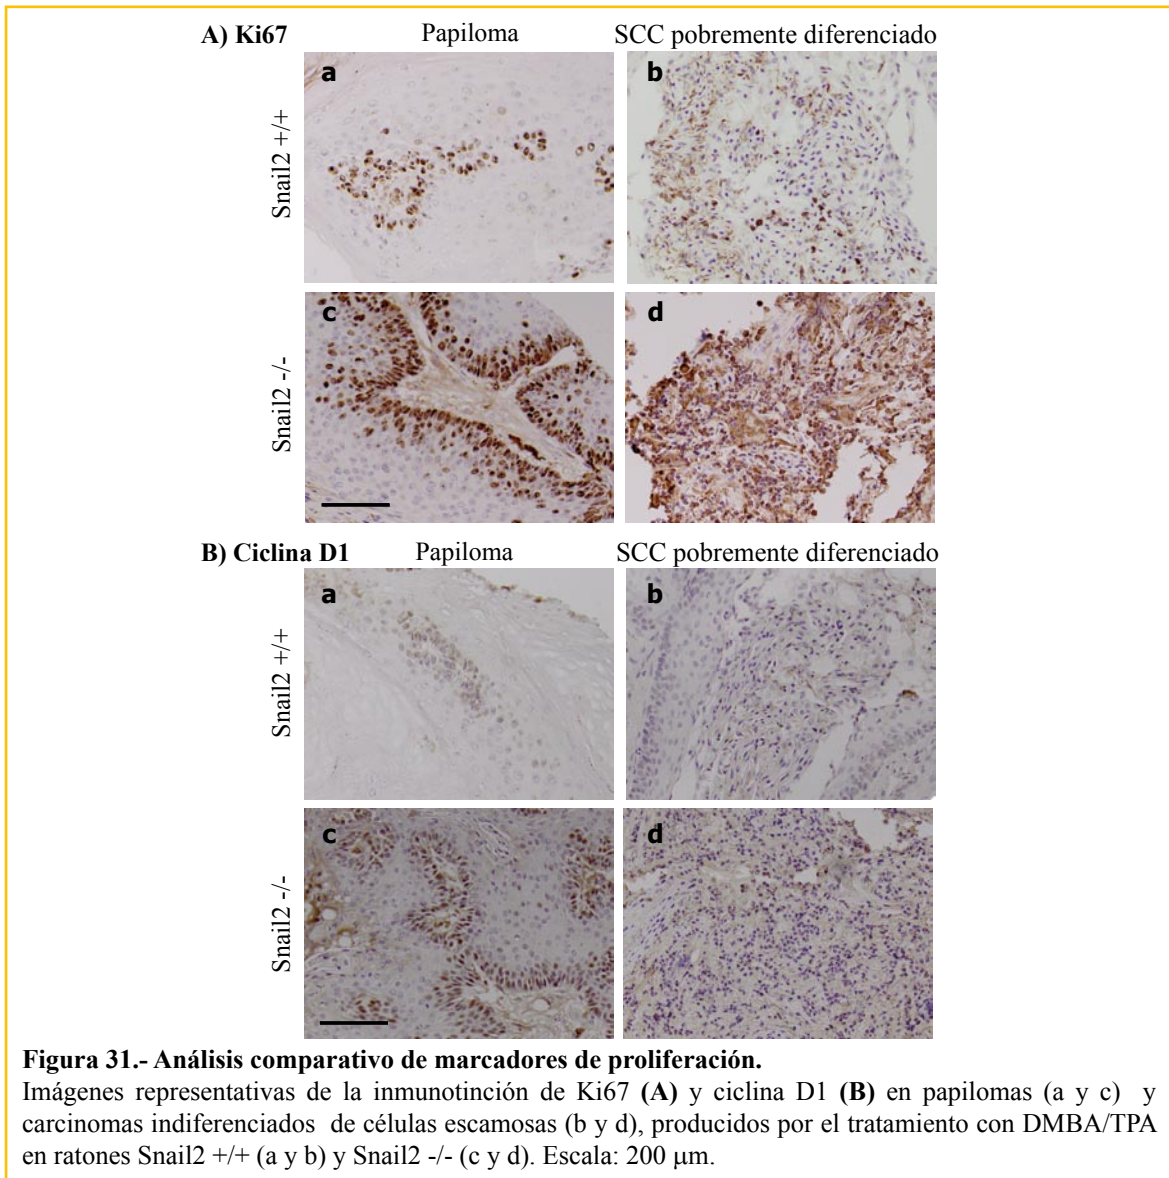 A) Ki67 Papiloma SCC pobremente diferenciado
a b
Snail2 +/+
c d
Snail2 -/-
B) Ciclina D1 Papiloma SCC pobremente diferenciado
a b
Snail2 +/+
c d
Snail2 -/-
Figura 31.- Análisis comparativo de marcadores de proliferación.
Imágenes representativas de la inmunotinción de Ki67 (A) y ciclina D1 (B) en papilomas (a y c) y
carcinomas indiferenciados de células escamosas (b y d), producidos por el tratamiento con DMBA/TPA
en ratones Snail2 +/+ (a y b) y Snail2 -/- (c y d). Escala: 200 μm.